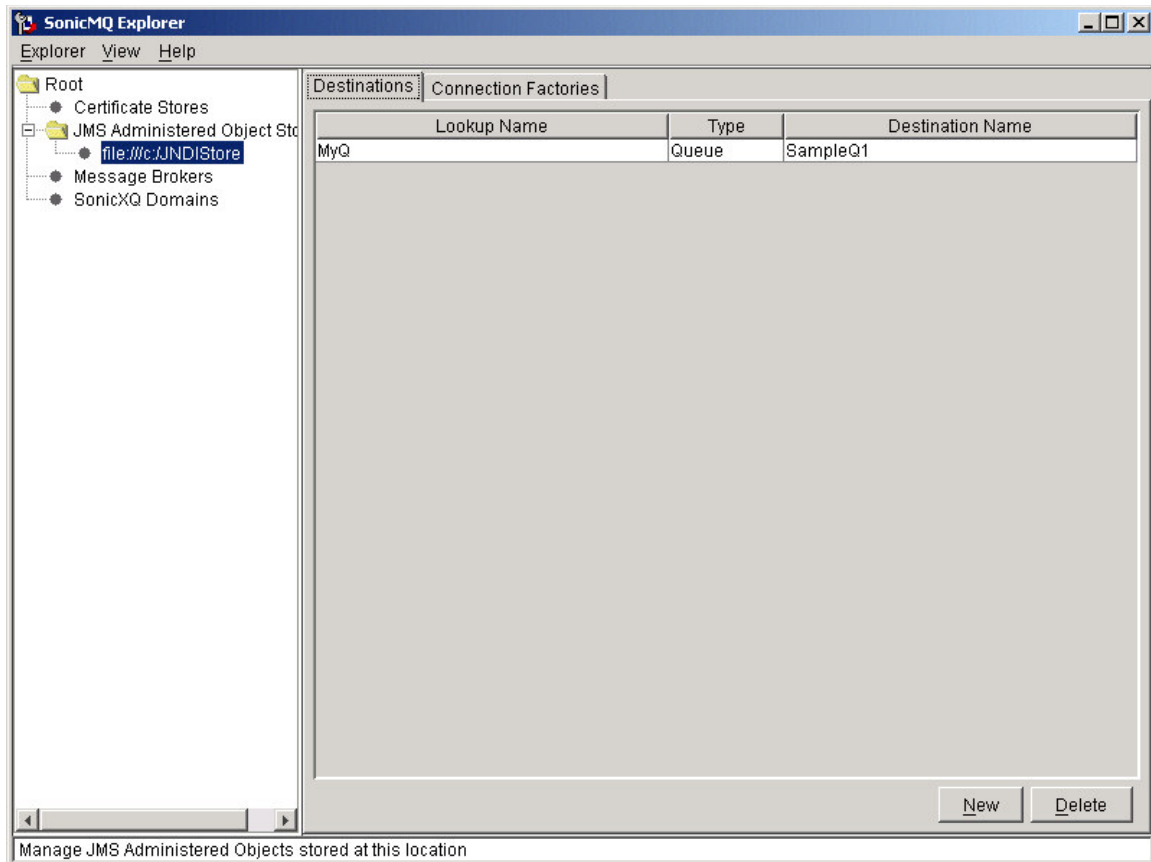 SonicMQ Explorer
Explorer View Help
Root
Certificate Stores
JMS Administered Object Sto
file:///c:/JNDIStore
Message Brokers
SonicXQ Domains
Destinations Connection Factories
Lookup Name Type Destination Name
MyQ Queue SampleQ1
New Delete
Manage JMS Administered Objects stored at this location